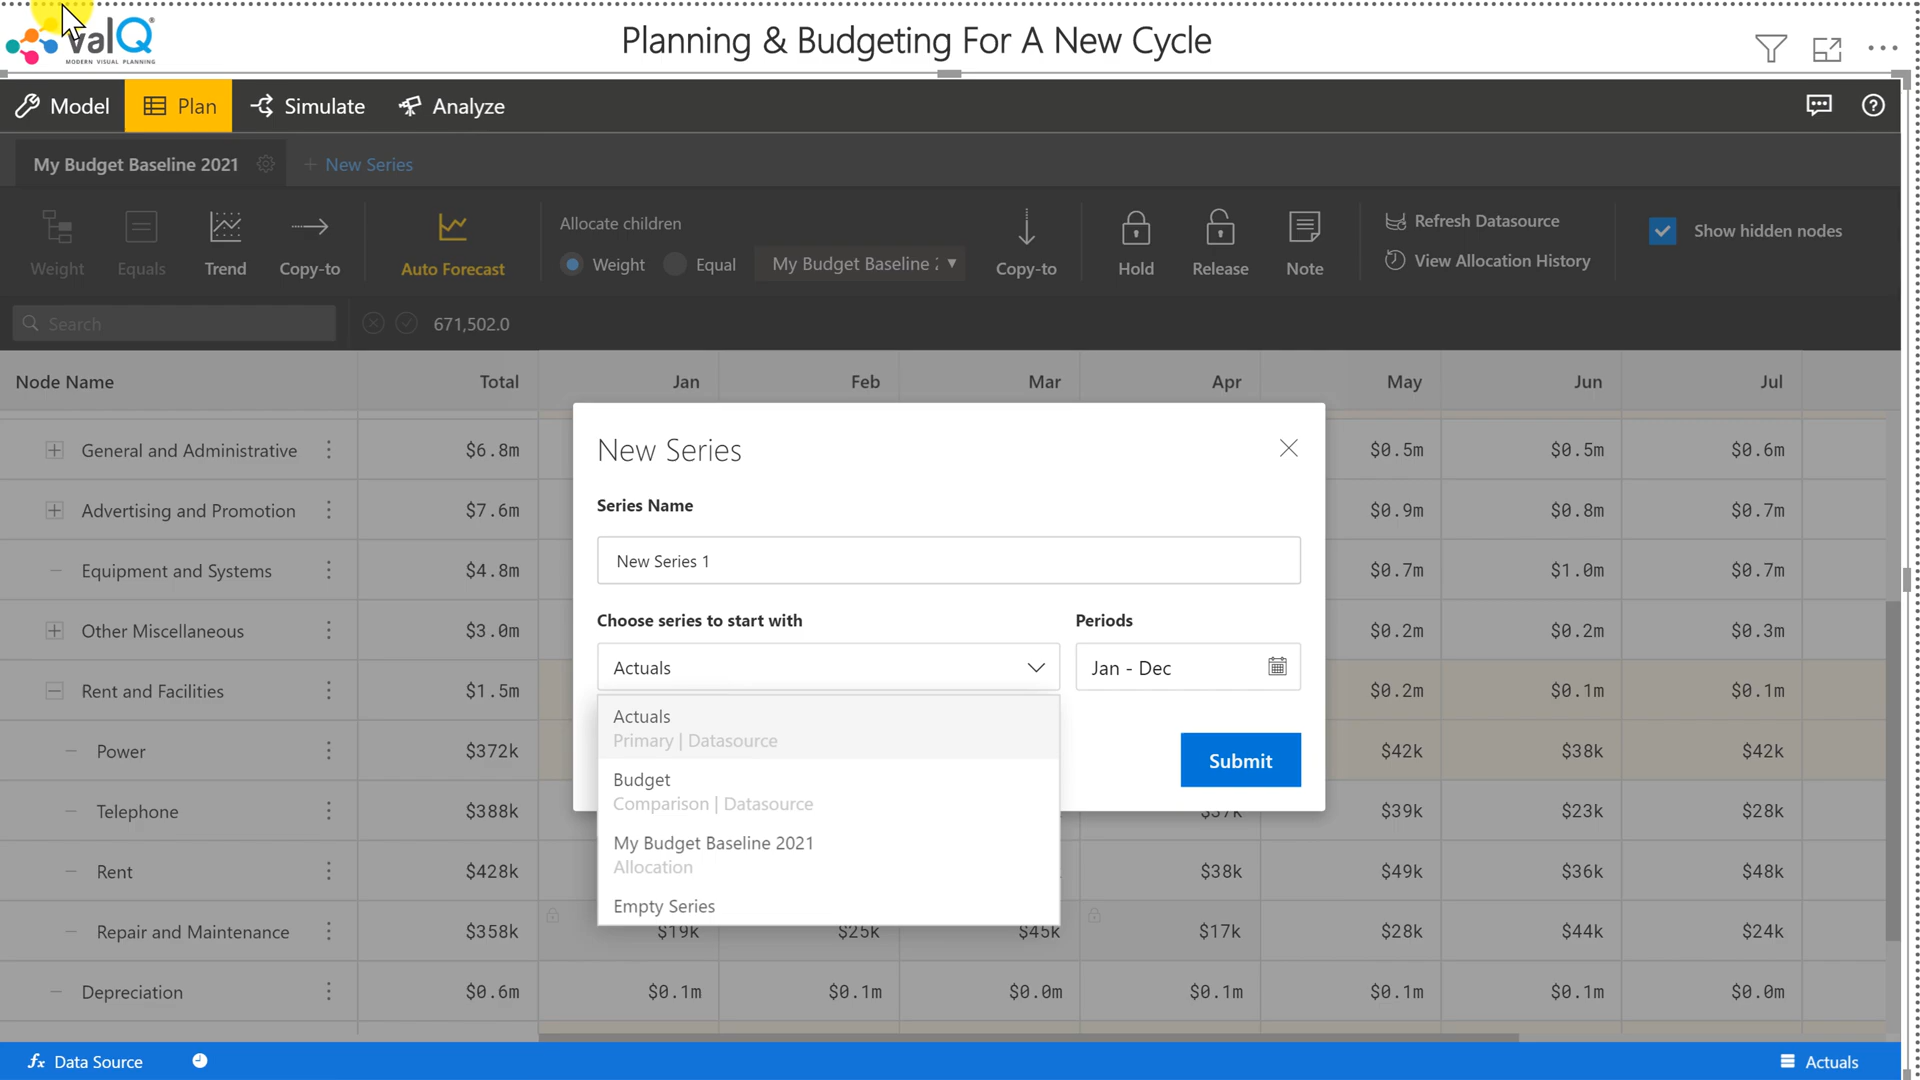 valQ
MODERN VISUAL PLANNING
Planning & Budgeting For A New Cycle
Model
Plan
Simulate
Analyze
My Budget Baseline 2021
+ New Series
Weight
Equals
Trend
Copy-to
Auto Forecast
Allocate children
Weight
Equal
My Budget Baseline
Copy-to
Hold
Release
Note
Refresh Datasource
View Allocation History
Show hidden nodes
Search
671,502.0
Node Name Total Jan Feb Mar Apr May Jun Jul
General and Administrative $6.8m $0.5m $0.5m $0.6m
Advertising and Promotion $7.6m $0.9m $0.8m $0.7m
Equipment and Systems $4.8m $0.7m $1.0m $0.7m
Other Miscellaneous $3.0m $0.2m $0.2m $0.3m
Rent and Facilities $1.5m $0.2m $0.1m $0.1m
Power $372k $42k $38k $42k
Telephone $388k $37k $39k $23k $28k
Rent $428k $38k $49k $36k $48k
Repair and Maintenance $358k $19k $25k $45k $17k $28k $44k $24k
Depreciation $0.6m $0.1m $0.1m $0.0m $0.1m $0.1m $0.1m $0.0m
New Series
Series Name
New Series 1
Choose series to start with
Periods
Actuals
Jan - Dec
Actuals
Primary | Datasource
Budget
Comparison | Datasource
My Budget Baseline 2021
Allocation
Empty Series
Submit
fx Data Source
Actuals